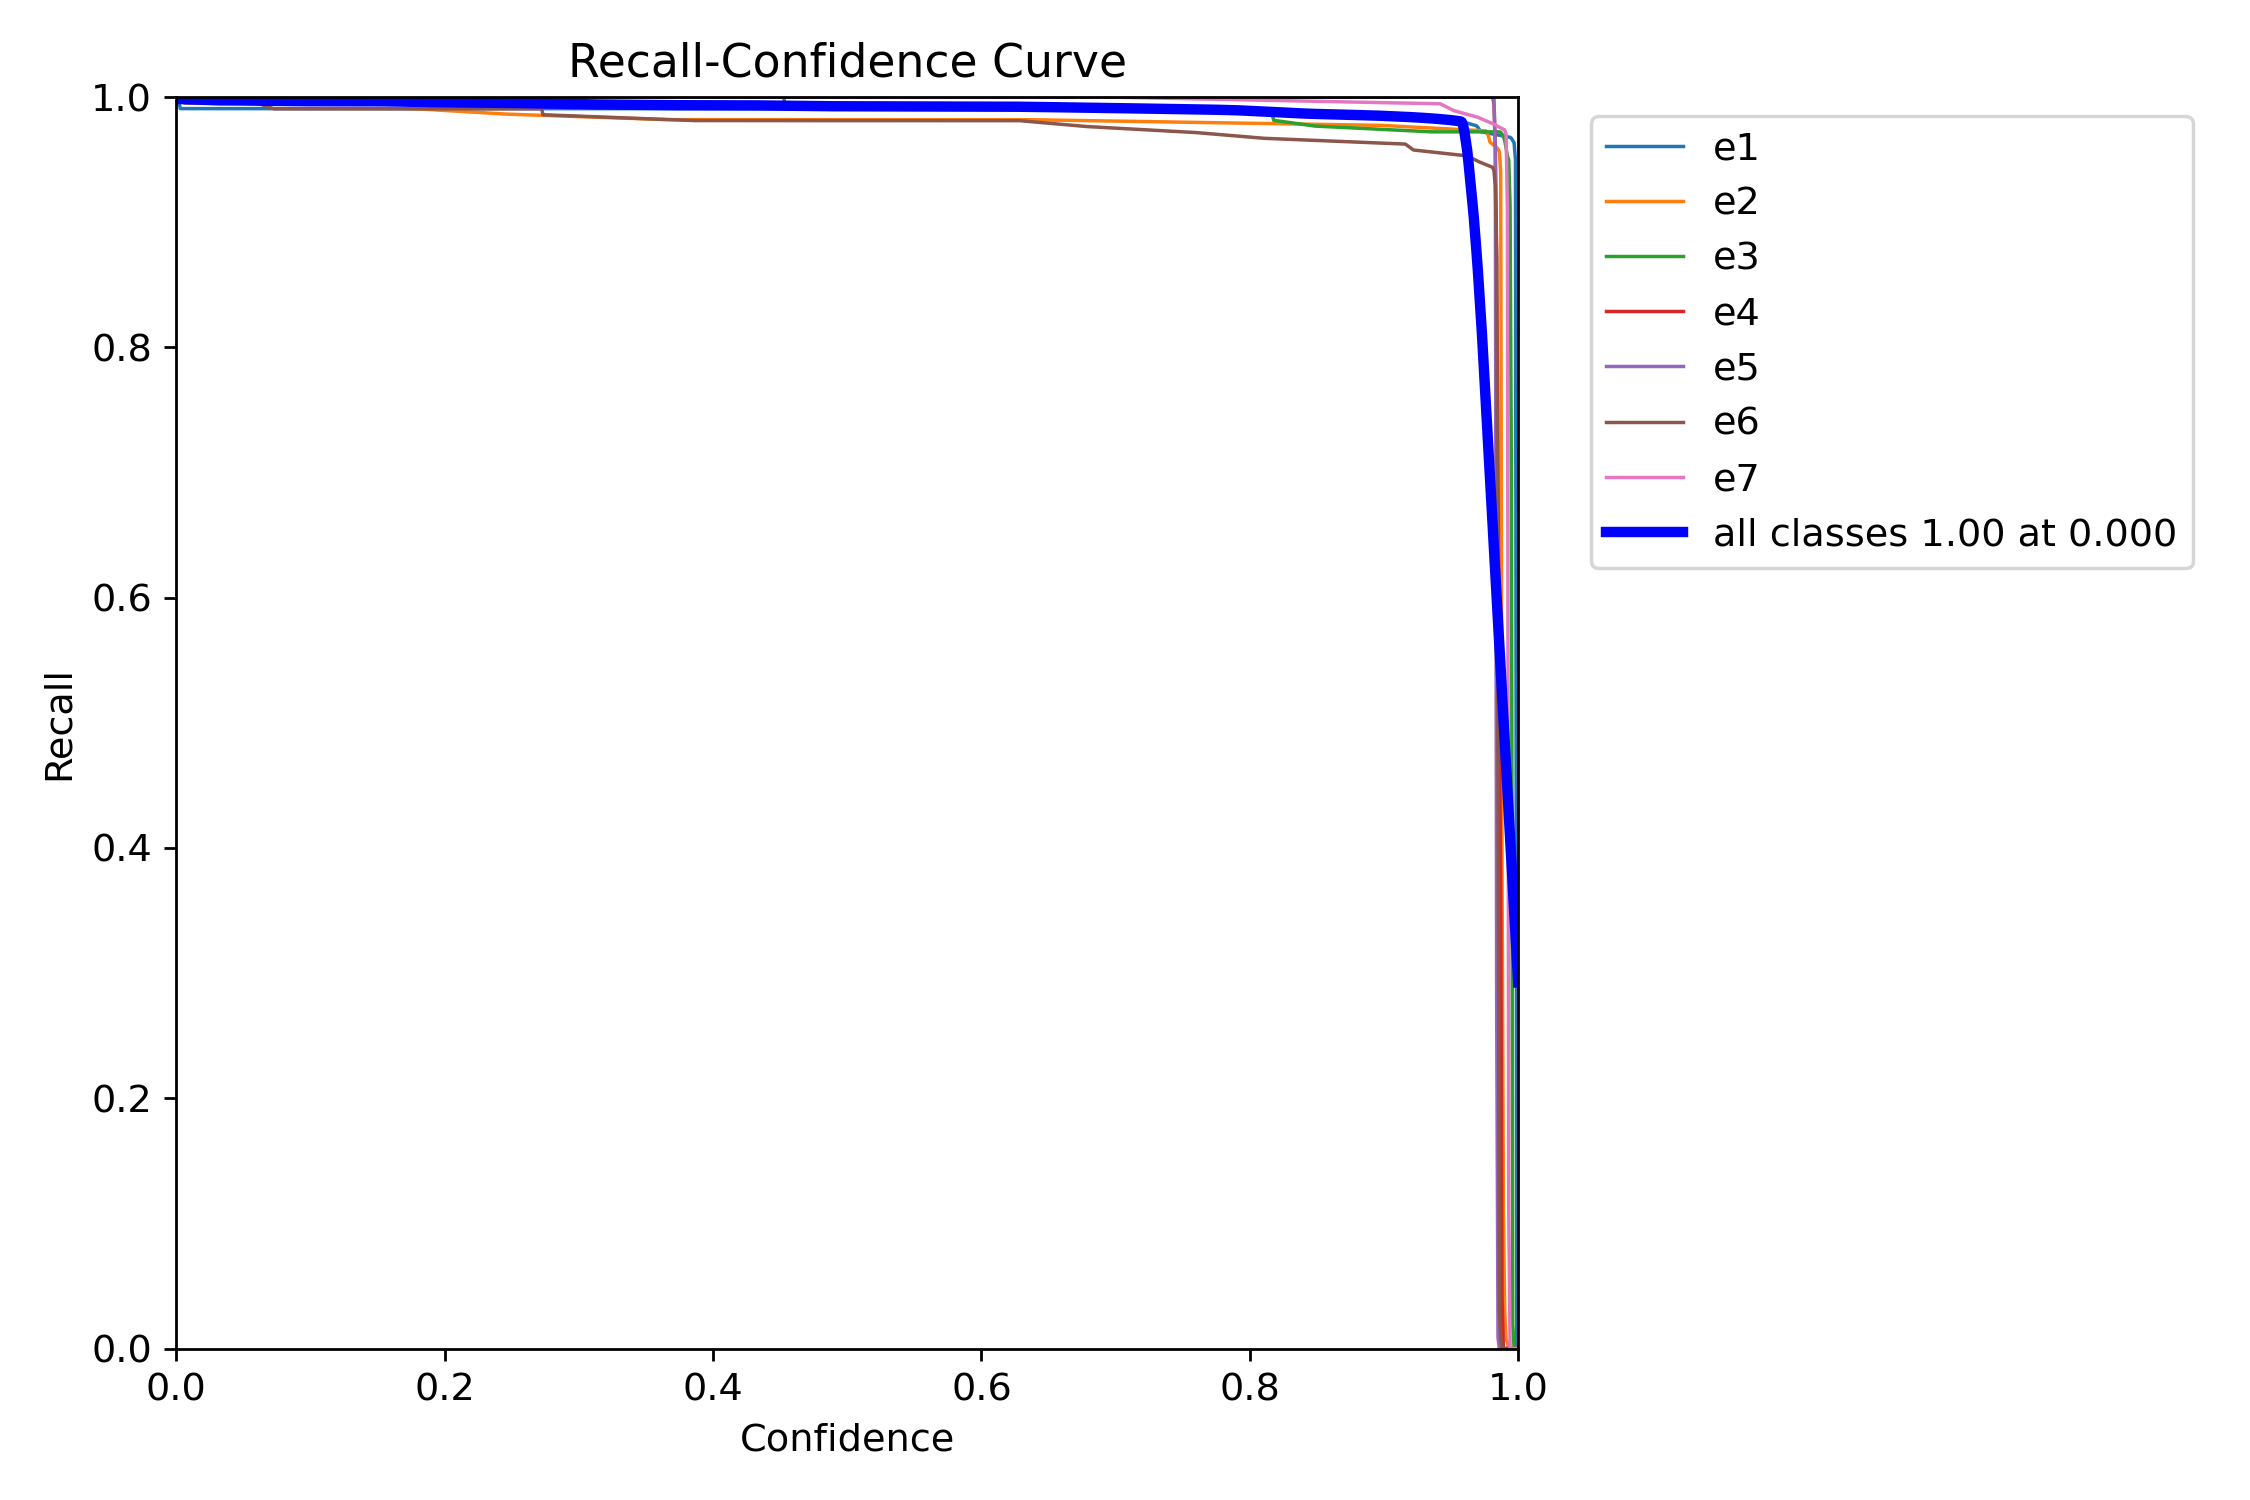 Recall-Confidence Curve
1.0
0.8
0.6
0.4
0.2
0.0
Recall
0.0 0.2 0.4 0.6 0.8 1.0
Confidence
e1
e2
e3
e4
e5
e6
e7
all classes 1.00 at 0.000